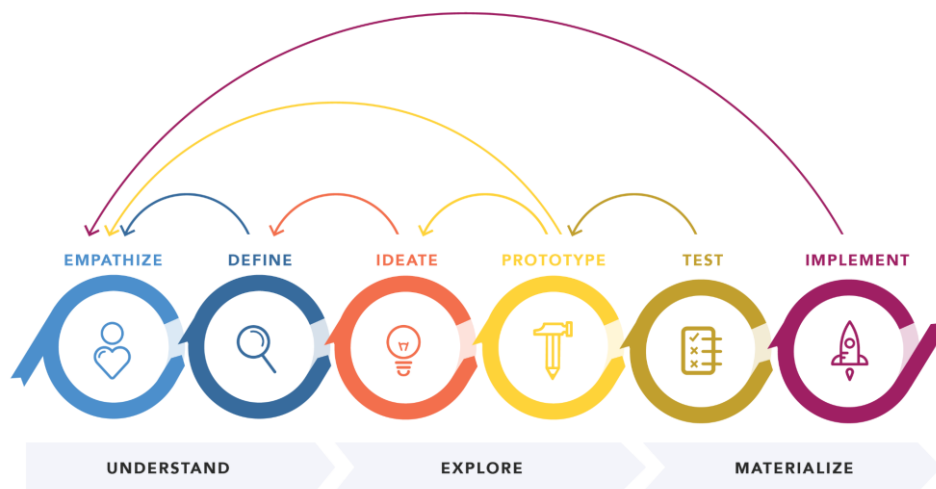 EMPATHIZE
DEFINE
IDEATE
PROTOTYPE
TEST
IMPLEMENT
UNDERSTAND
EXPLORE
MATERIALIZE